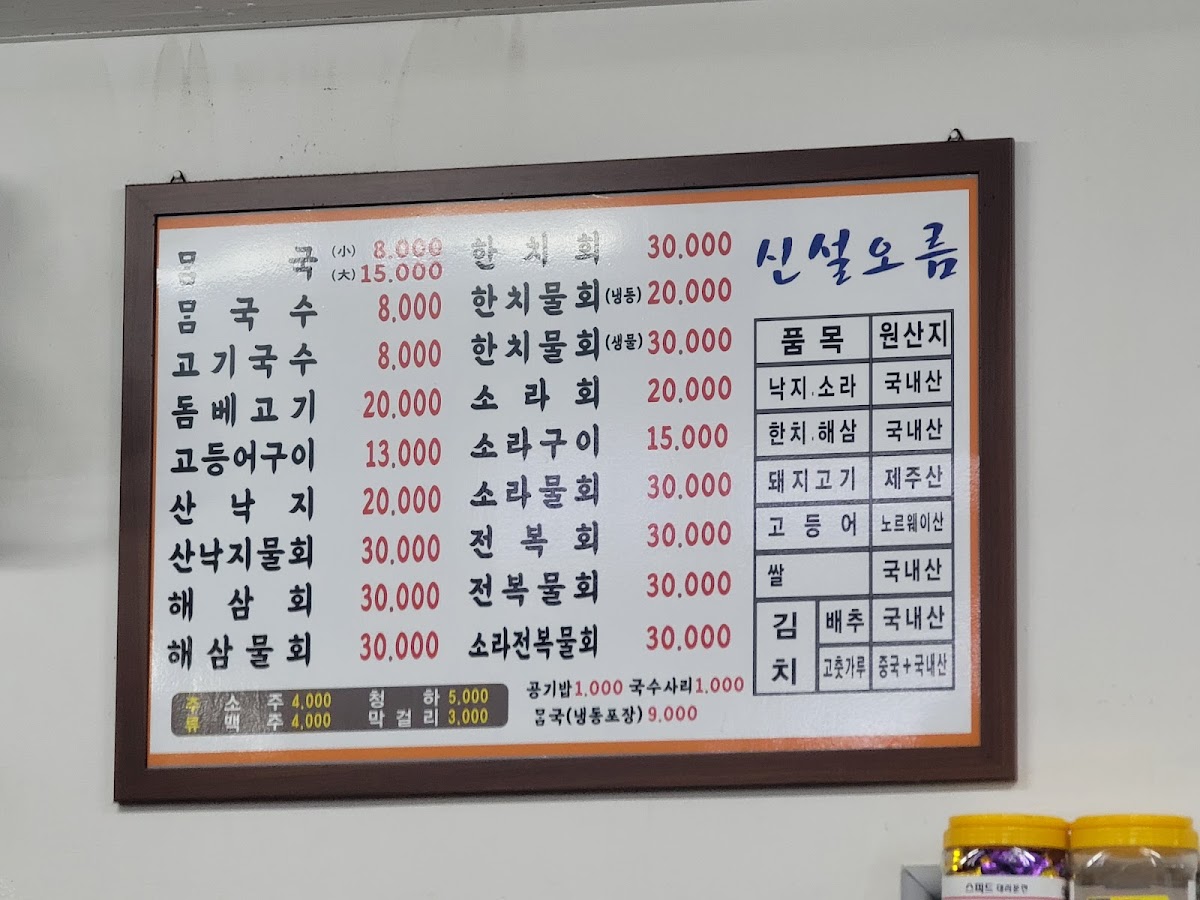 ᄆᆞᆷ 국 (小) 8.000
(大) 15.000
ᄆᆞᆷ 국 수 8.000
고 기 국 수 8.000
돔 베 고 기 20.000
고등어구이 13.000
산 낙 지 20.000
산낙지물회 30.000
해 삼 회 30.000
해 삼 물 회 30.000
한 치 회 30.000
한치물회(냉동) 20.000
한치물회(생물) 30.000
소 라 회 20.000
소라구이 15.000
소라물회 30.000
전 복 회 30.000
전복물회 30.000
소라전복물회 30.000
주류
소 주 4,000 청 하 5,000
맥 주 4,000 막 걸 리 3,000
공기밥1.000 국수사리1.000
ᄆᆞᆷ국(냉동포장) 9.000
신설오름
품 목 원산지
낙지.소라 국내산
한치.해삼 국내산
돼지고기 제주산
고 등 어 노르웨이산
쌀 국내산
김치 배추 국내산
고춧가루 중국+국내산
스피드